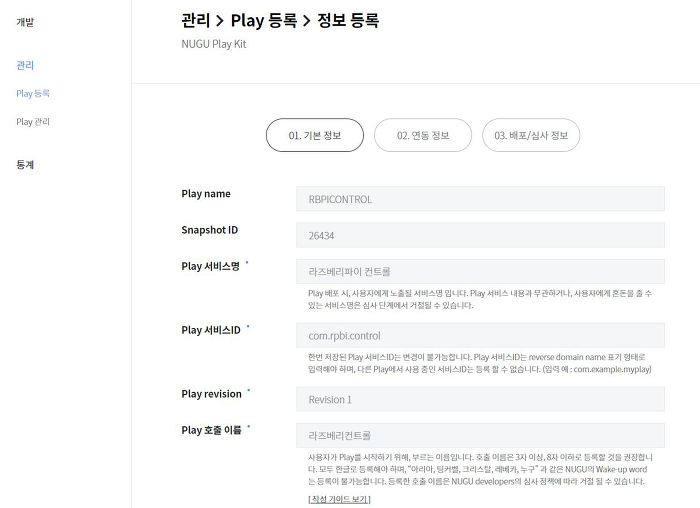 개발
관리
Play 등록
Play 관리
통계
관리 > Play 등록 > 정보 등록
NUGU Play Kit
01. 기본 정보
02. 연동 정보
03. 배포/심사 정보
Play name
RBPICONTROL
Snapshot ID
26434
Play 서비스명 *
라즈베리파이 컨트롤
Play 배포 시, 사용자에게 노출될 서비스명 입니다. Play 서비스 내용과 무관하거나, 사용자에게 혼돈을 줄 수
있는 서비스명은 심사 단계에서 거절될 수 있습니다.
Play 서비스ID *
com.rpbi.control
한번 저장된 Play 서비스ID는 변경이 불가능합니다. Play 서비스ID는 reverse domain name 표기 형태로
입력해야 하며, 다른 Play에서 사용 중인 서비스ID는 등록 할 수 없습니다. (입력 예 : com.example.myplay)
Play revision *
Revision 1
Play 호출 이름 *
라즈베리컨트롤
사용자가 Play를 시작하기 위해, 부르는 이름입니다. 호출 이름은 3자 이상, 8자 이하로 등록할 것을 권장합니
다. 모두 한글로 등록해야 하며, "아리아, 팅커벨, 크리스탈, 레베카, 누구" 과 같은 NUGU의 Wake-up word
는 등록이 불가능합니다. 등록한 호출 이름은 NUGU developers의 심사 정책에 따라 거절 될 수 있습니다.
[ 작성 가이드 보기 ]